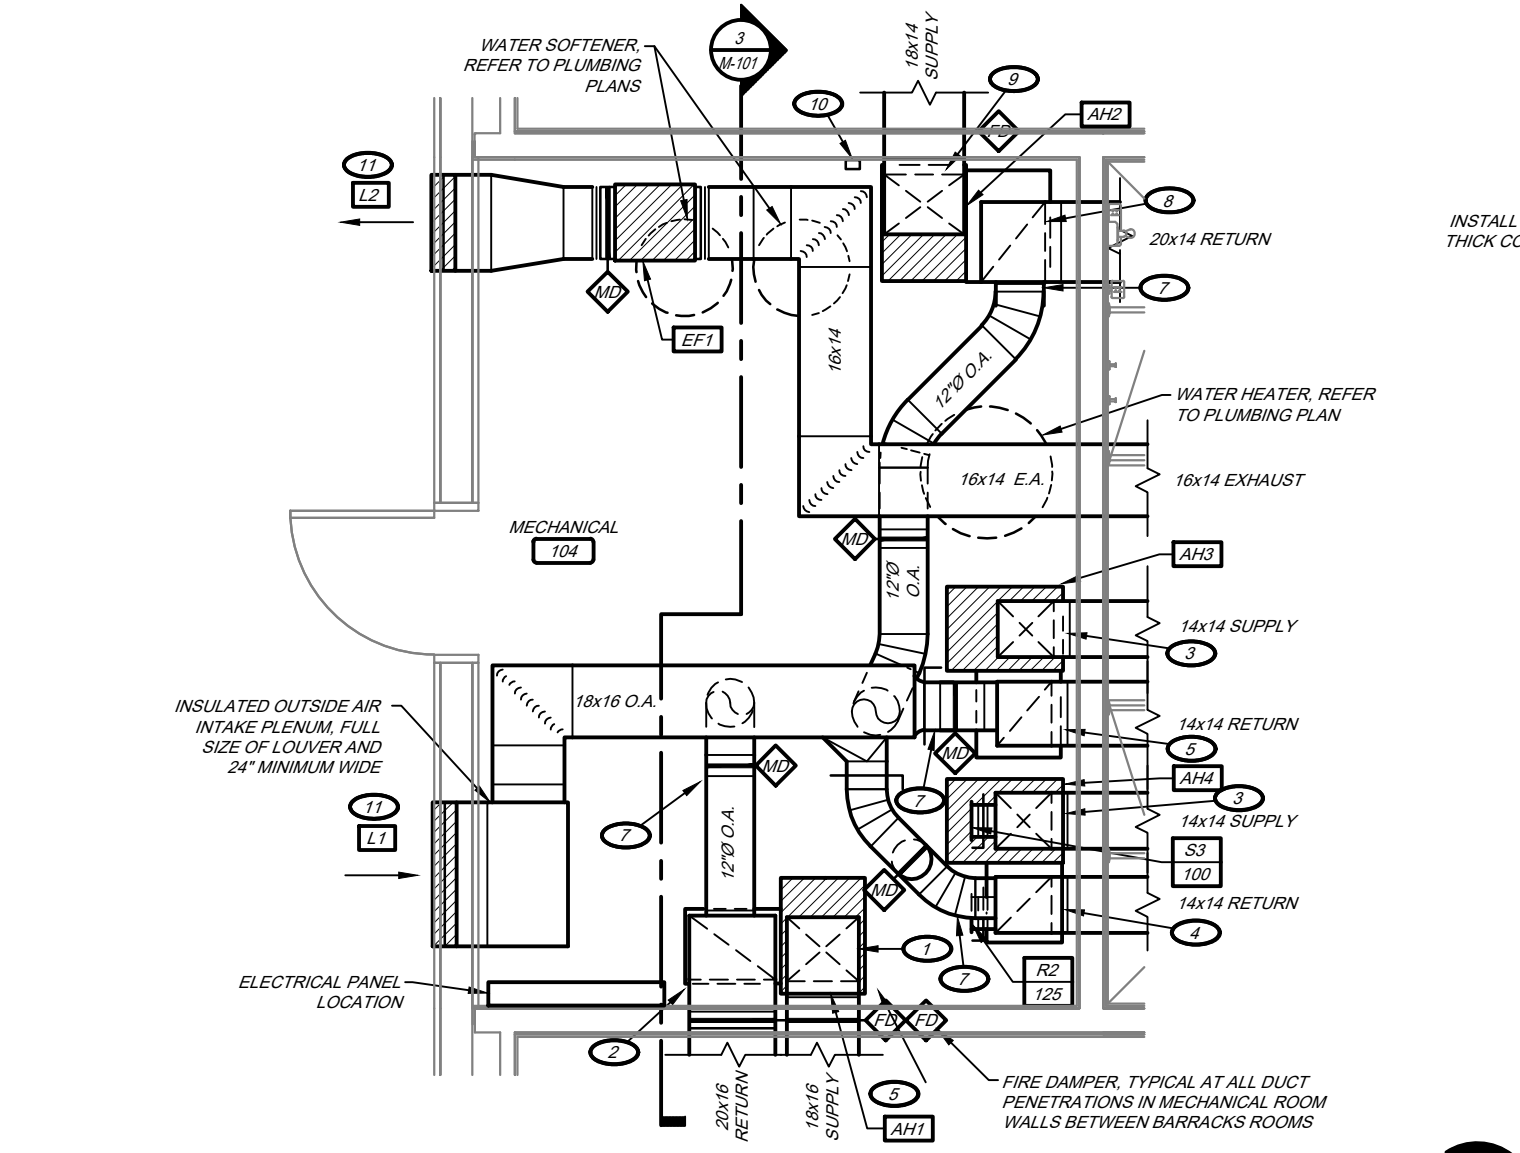 WATER SOFTENER,
REFER TO PLUMBING
PLANS
3
M-101
18x14
SUPPLY
9
10
FD
AH2
11
L2
8
20x14 RETURN
INSTALL
THICK CO
7
MD
EF1
16x14
12"Ø O.A.
WATER HEATER, REFER
TO PLUMBING PLAN
16x14 E.A.
16x14 EXHAUST
MECHANICAL
104
MD
AH3
12"Ø
O.A.
14x14 SUPPLY
3
INSULATED OUTSIDE AIR
INTAKE PLENUM, FULL
SIZE OF LOUVER AND
24" MINIMUM WIDE
18x16 O.A.
14x14 RETURN
5
MD
MD
AH4
7
3
11
L1
14x14 SUPPLY
7
12"Ø O.A.
S3
100
MD
14x14 RETURN
4
1
7
R2
125
ELECTRICAL PANEL
LOCATION
FD
FD
2
20x16
RETURN
18x16
SUPPLY
5
AH1
FIRE DAMPER, TYPICAL AT ALL DUCT
PENETRATIONS IN MECHANICAL ROOM
WALLS BETWEEN BARRACKS ROOMS